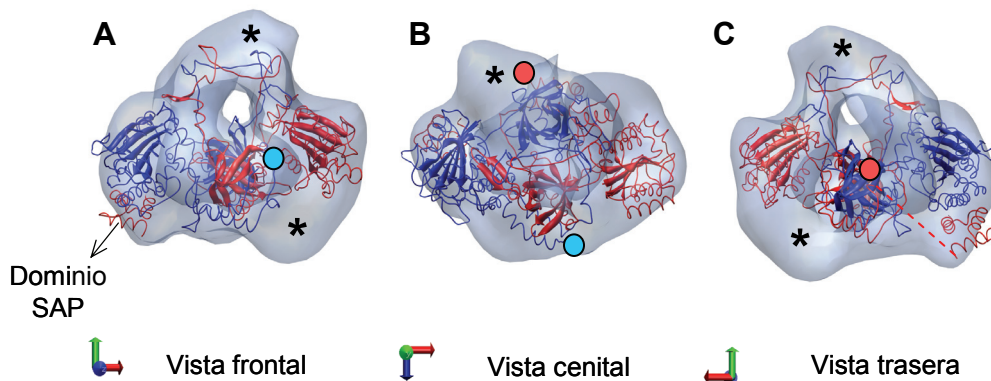 A
B
C
*
*
*
*
*
Dominio
SAP
Vista frontal
Vista cenital
Vista trasera